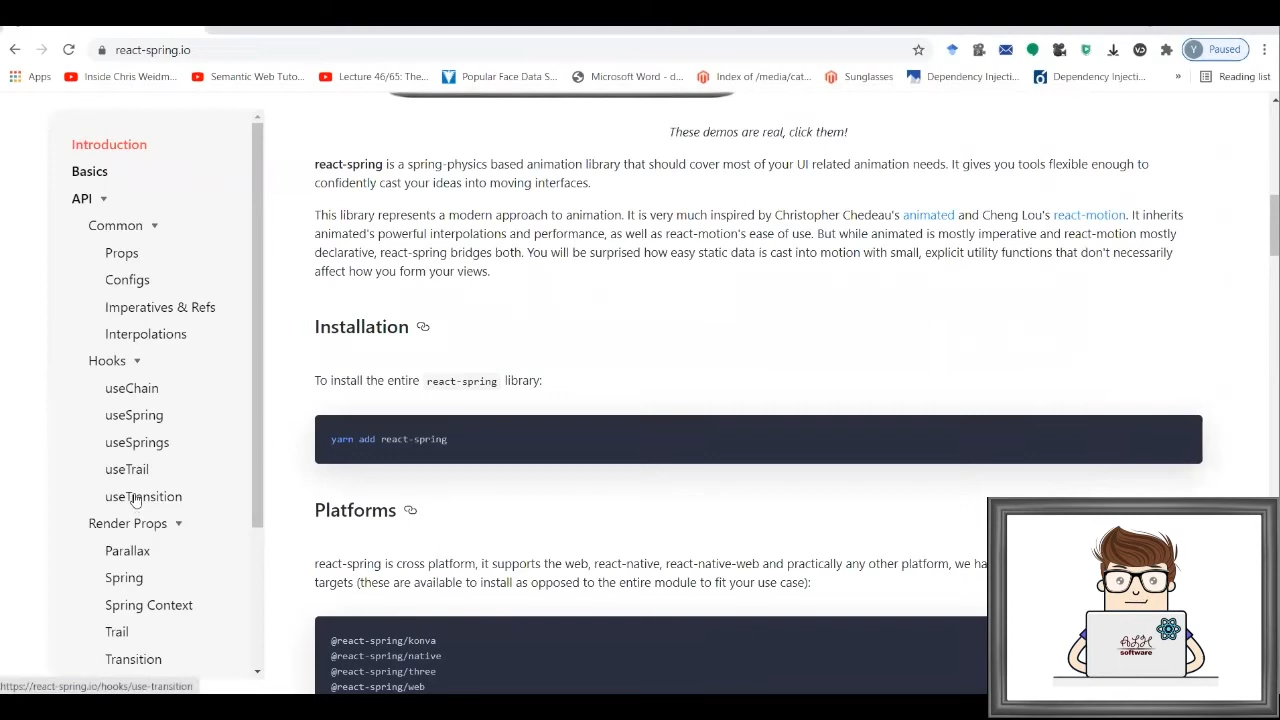 react-spring.io
Y Paused
Apps
Inside Chris Weidm...
Semantic Web Tuto...
Lecture 46/65: The...
Popular Face Data S...
Microsoft Word - d...
Index of /media/cat...
Sunglasses
Dependency Injecti...
Dependency Injecti...
»
Reading list
Introduction
Basics
API
Common
Props
Configs
Imperatives & Refs
Interpolations
Hooks
useChain
useSpring
useSprings
useTrail
useTransition
Render Props
Parallax
Spring
Spring Context
Trail
Transition
https://react-spring.io/hooks/use-transition
These demos are real, click them!
react-spring is a spring-physics based animation library that should cover most of your UI related animation needs. It gives you tools flexible enough to
confidently cast your ideas into moving interfaces.
This library represents a modern approach to animation. It is very much inspired by Christopher Chedeau's animated and Cheng Lou's react-motion. It inherits
animated's powerful interpolations and performance, as well as react-motion's ease of use. But while animated is mostly imperative and react-motion mostly
declarative, react-spring bridges both. You will be surprised how easy static data is cast into motion with small, explicit utility functions that don't necessarily
affect how you form your views.
Installation
To install the entire react-spring library:
yarn add react-spring
Platforms
react-spring is cross platform, it supports the web, react-native, react-native-web and practically any other platform, we ha
targets (these are available to install as opposed to the entire module to fit your use case):
@react-spring/konva
@react-spring/native
@react-spring/three
@react-spring/web
software